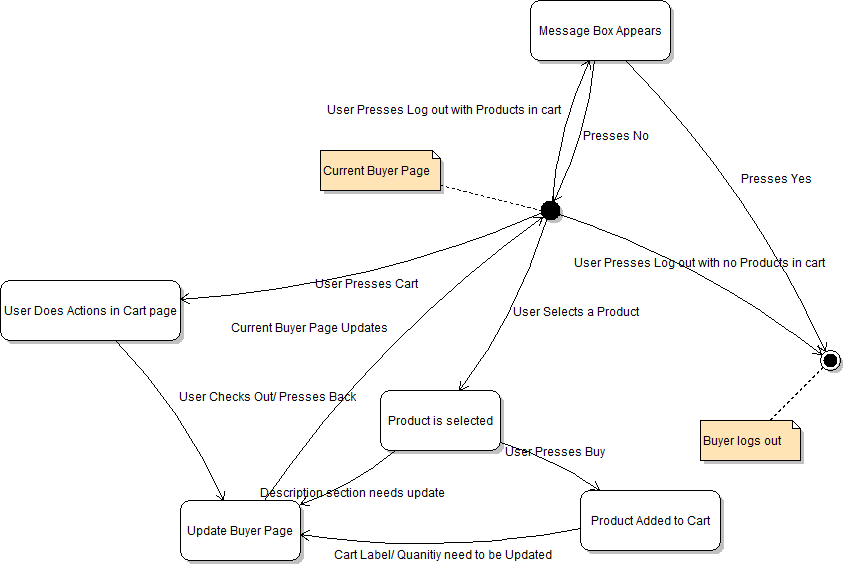 Message Box Appears
User Presses Log out with Products in cart
Presses No
Current Buyer Page
Presses Yes
User Presses Log out with no Products in cart
User Presses Cart
User Does Actions in Cart page
User Selects a Product
Current Buyer Page Updates
User Checks Out/ Presses Back
Product is selected
Buyer logs out
User Presses Buy
Description section needs update
Update Buyer Page
Product Added to Cart
Cart Label/ Quanitiy need to be Updated